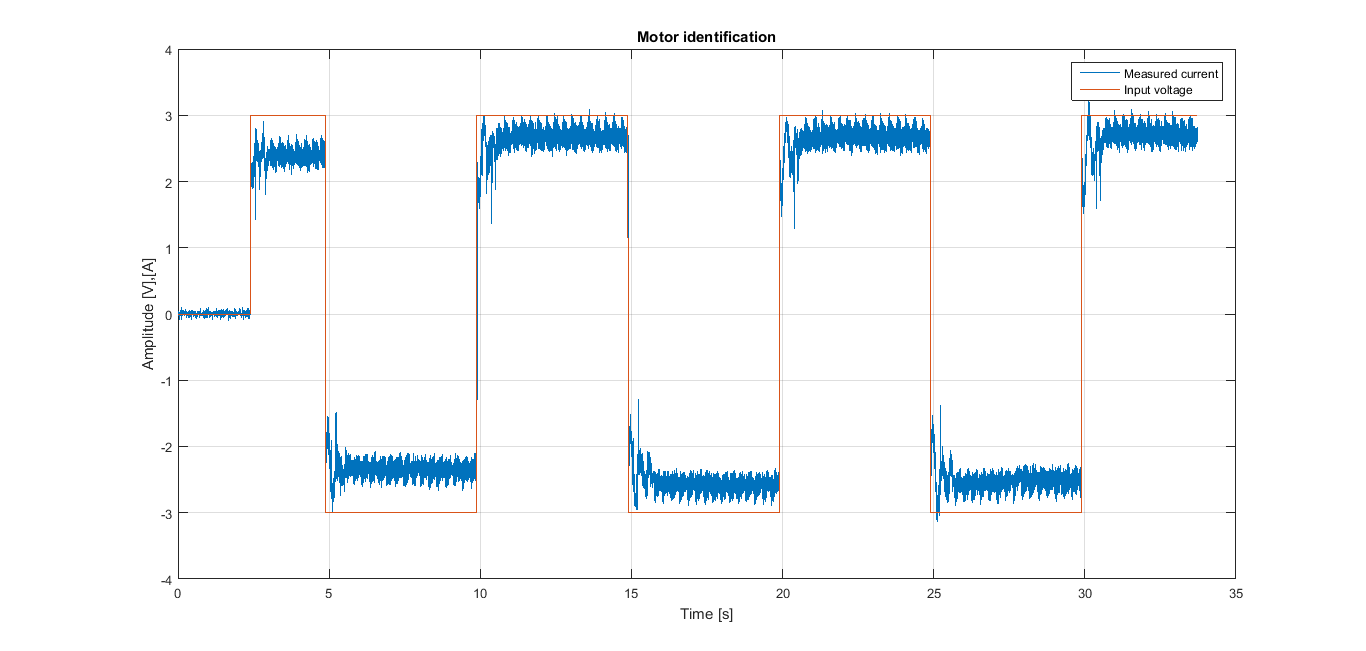 Motor identification
Measured current
Input voltage
Amplitude [V],[A]
4
3
2
1
0
-1
-2
-3
-4
0 5 10 15 20 25 30 35
Time [s]